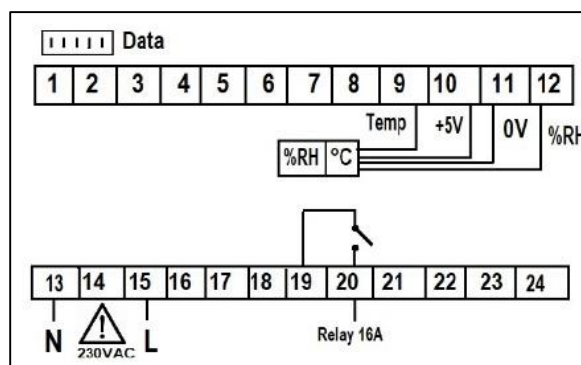 Data
1 2 3 4 5 6 7 8 9 10 11 12
Temp +5V 0V %RH
%RH °C
13 14 15 16 17 18 19 20 21 22 23 24
N 230VAC L
Relay 16A